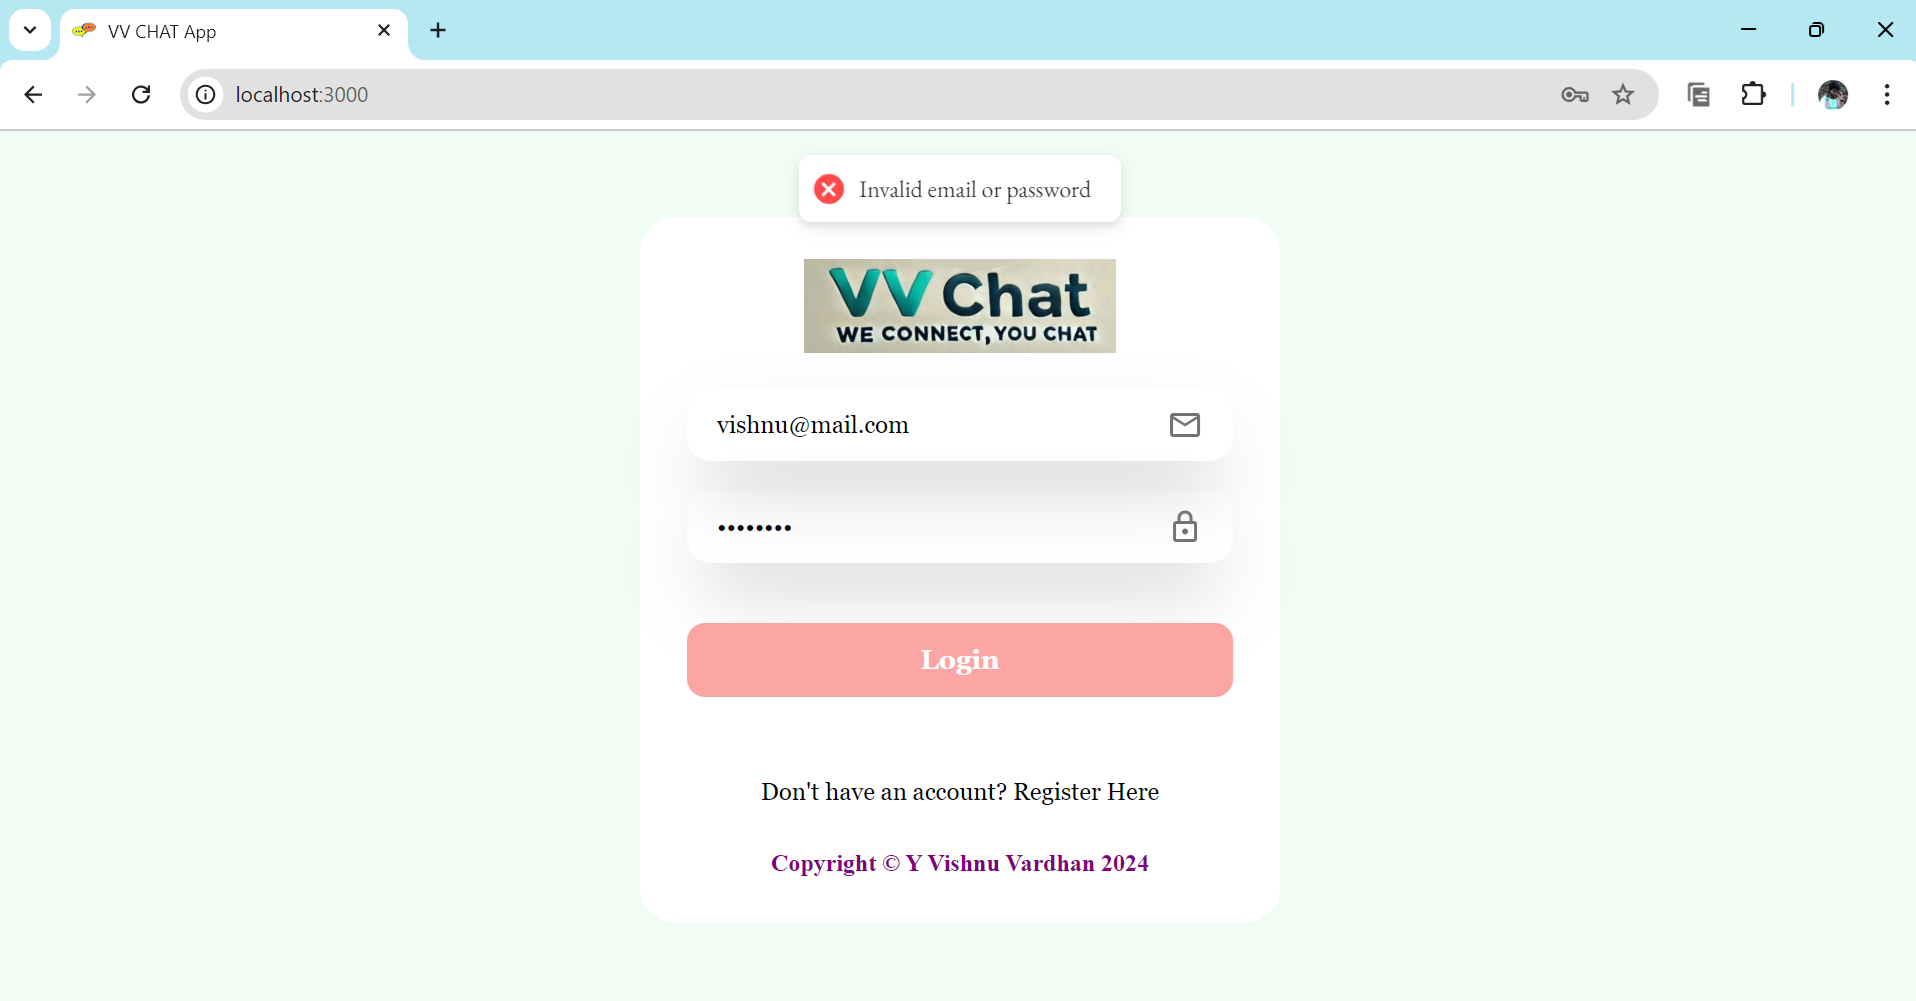 VV CHAT App
localhost:3000
Invalid email or password
VV Chat
WE CONNECT, YOU CHAT
vishnu@mail.com
••••••••
Login
Don't have an account? Register Here
Copyright © Y Vishnu Vardhan 2024